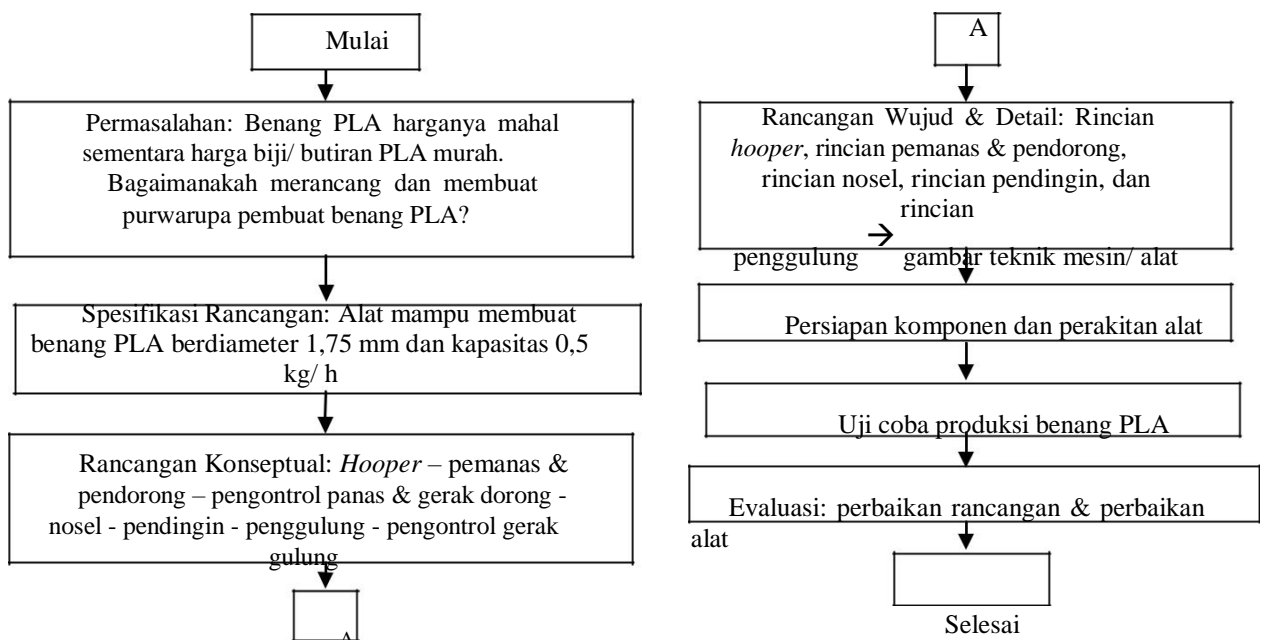 Mulai
Permasalahan: Benang PLA harganya mahal
sementara harga biji/ butiran PLA murah.
Bagaimanakah merancang dan membuat
purwarupa pembuat benang PLA?
Spesifikasi Rancangan: Alat mampu membuat
benang PLA berdiameter 1,75 mm dan kapasitas 0,5
kg/ h
Rancangan Konseptual: Hooper – pemanas &
pendorong – pengontrol panas & gerak dorong -
nosel - pendingin - penggulung - pengontrol gerak
gulung
A
A
Rancangan Wujud & Detail: Rincian
hooper, rincian pemanas & pendorong,
rincian nosel, rincian pendingin, dan
rincian
penggulung → gambar teknik mesin/ alat
Persiapan komponen dan perakitan alat
Uji coba produksi benang PLA
Evaluasi: perbaikan rancangan & perbaikan
alat
Selesai